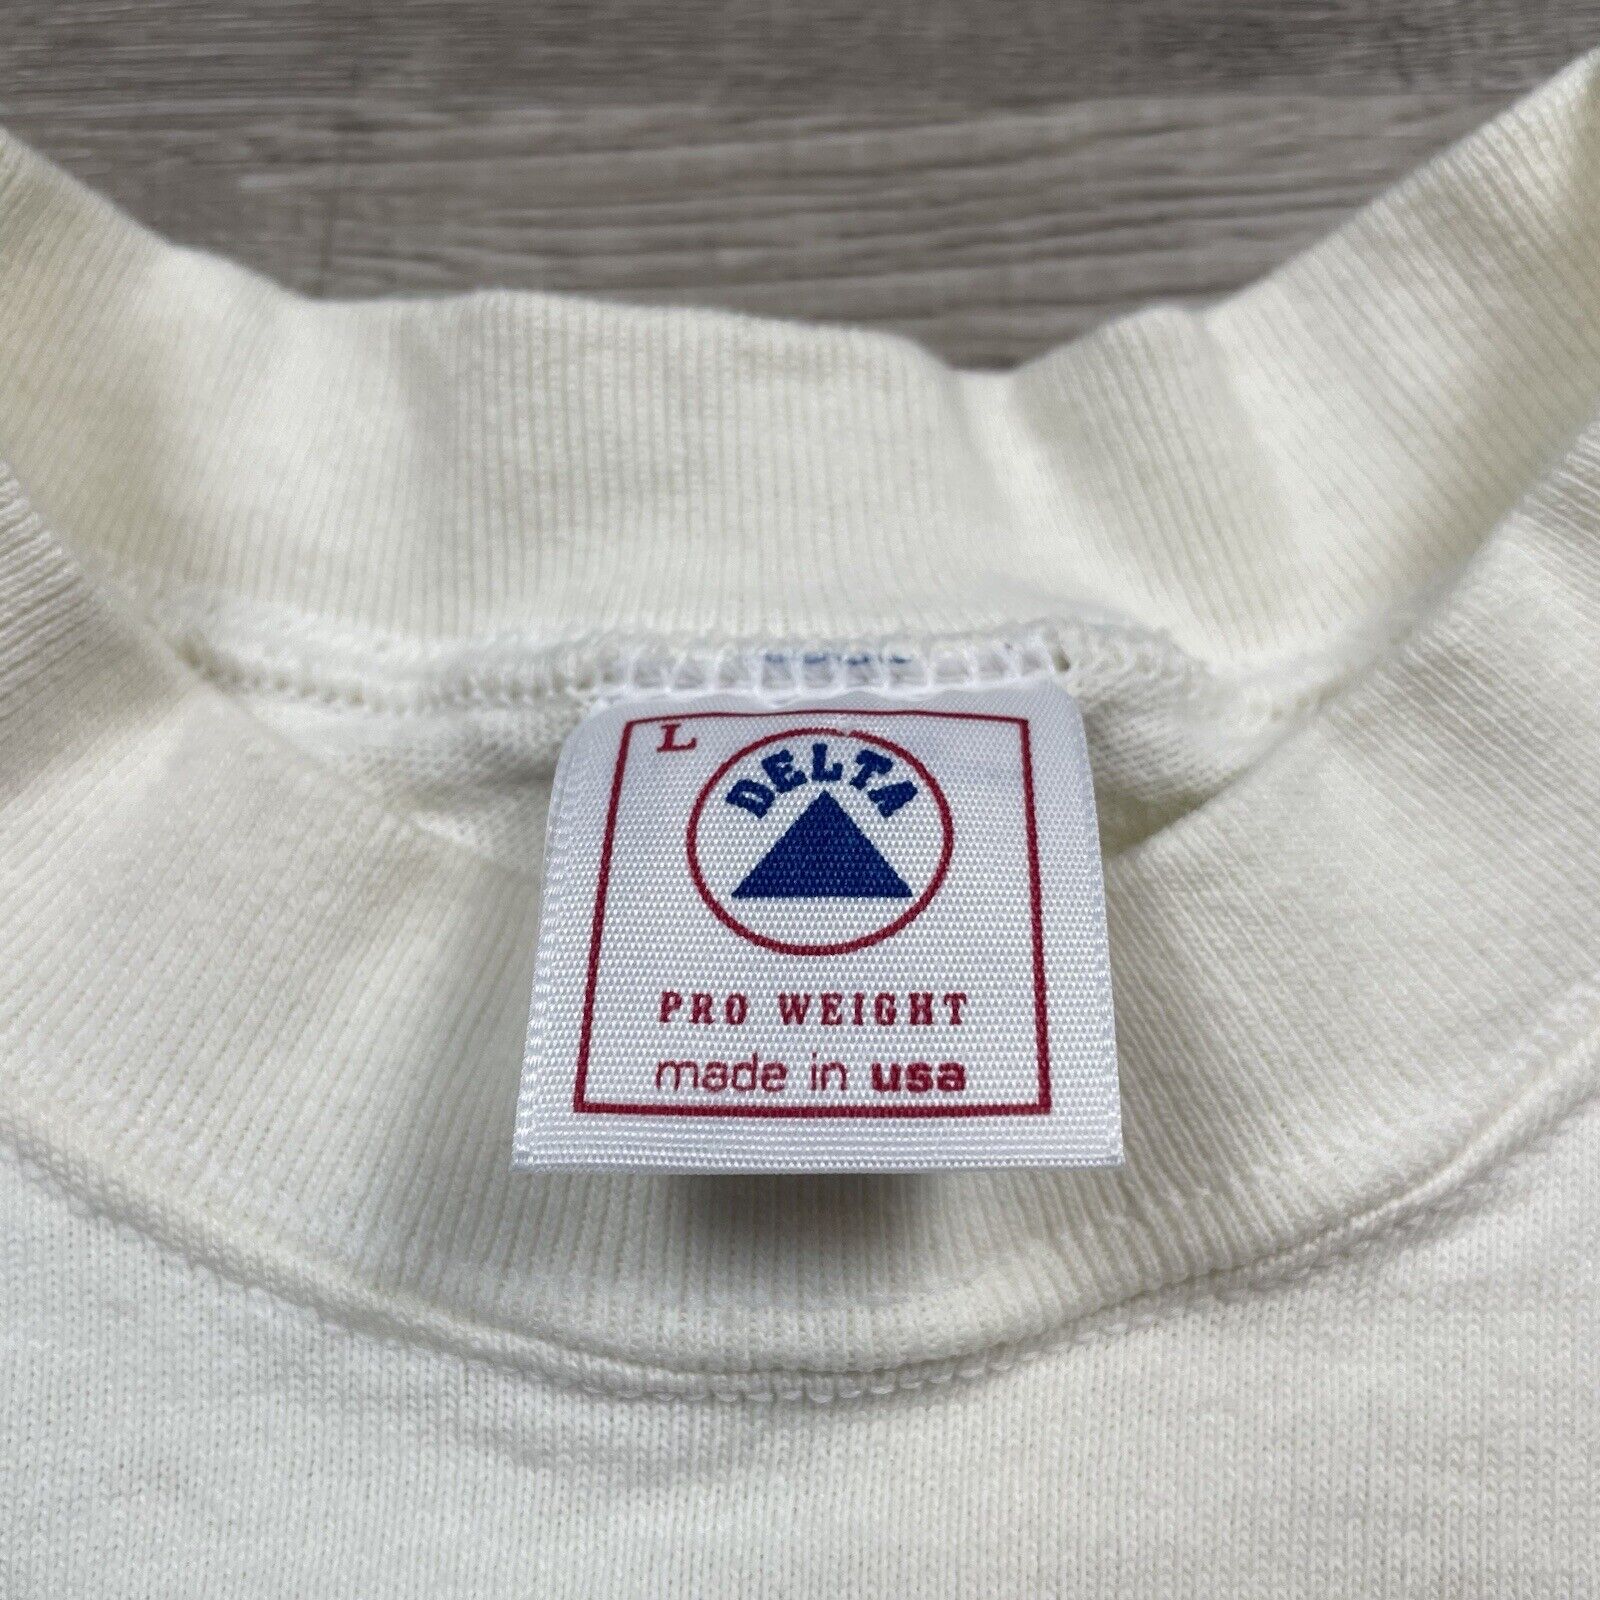 L
DELTA
PRO WEIGHT
made in usa